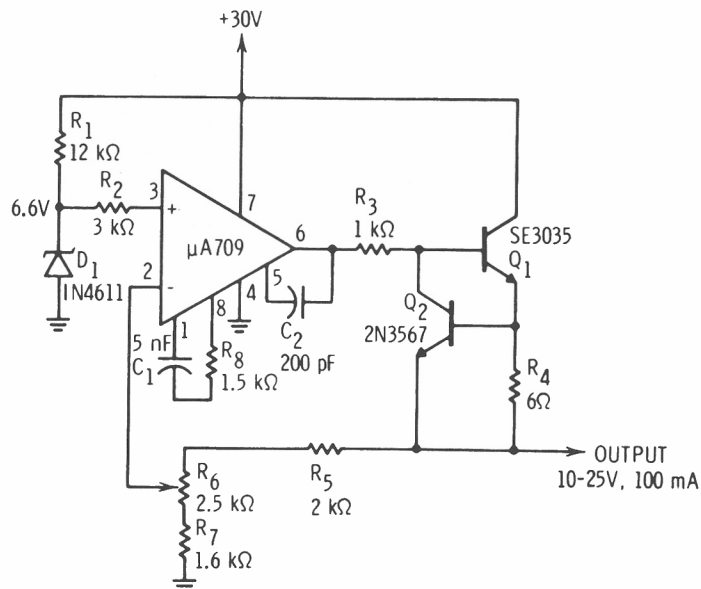 +30V
R1
12 kΩ
R2
3 kΩ
6.6V
3
+
7
μA709
6
R3
1 kΩ
SE3035
Q1
D1
1N4611
2
-
1
8
4
5
C2
200 pF
Q2
2N3567
5 nF
C1
R8
1.5 kΩ
R4
6Ω
R5
2 kΩ
OUTPUT
10-25V, 100 mA
R6
2.5 kΩ
R7
1.6 kΩ